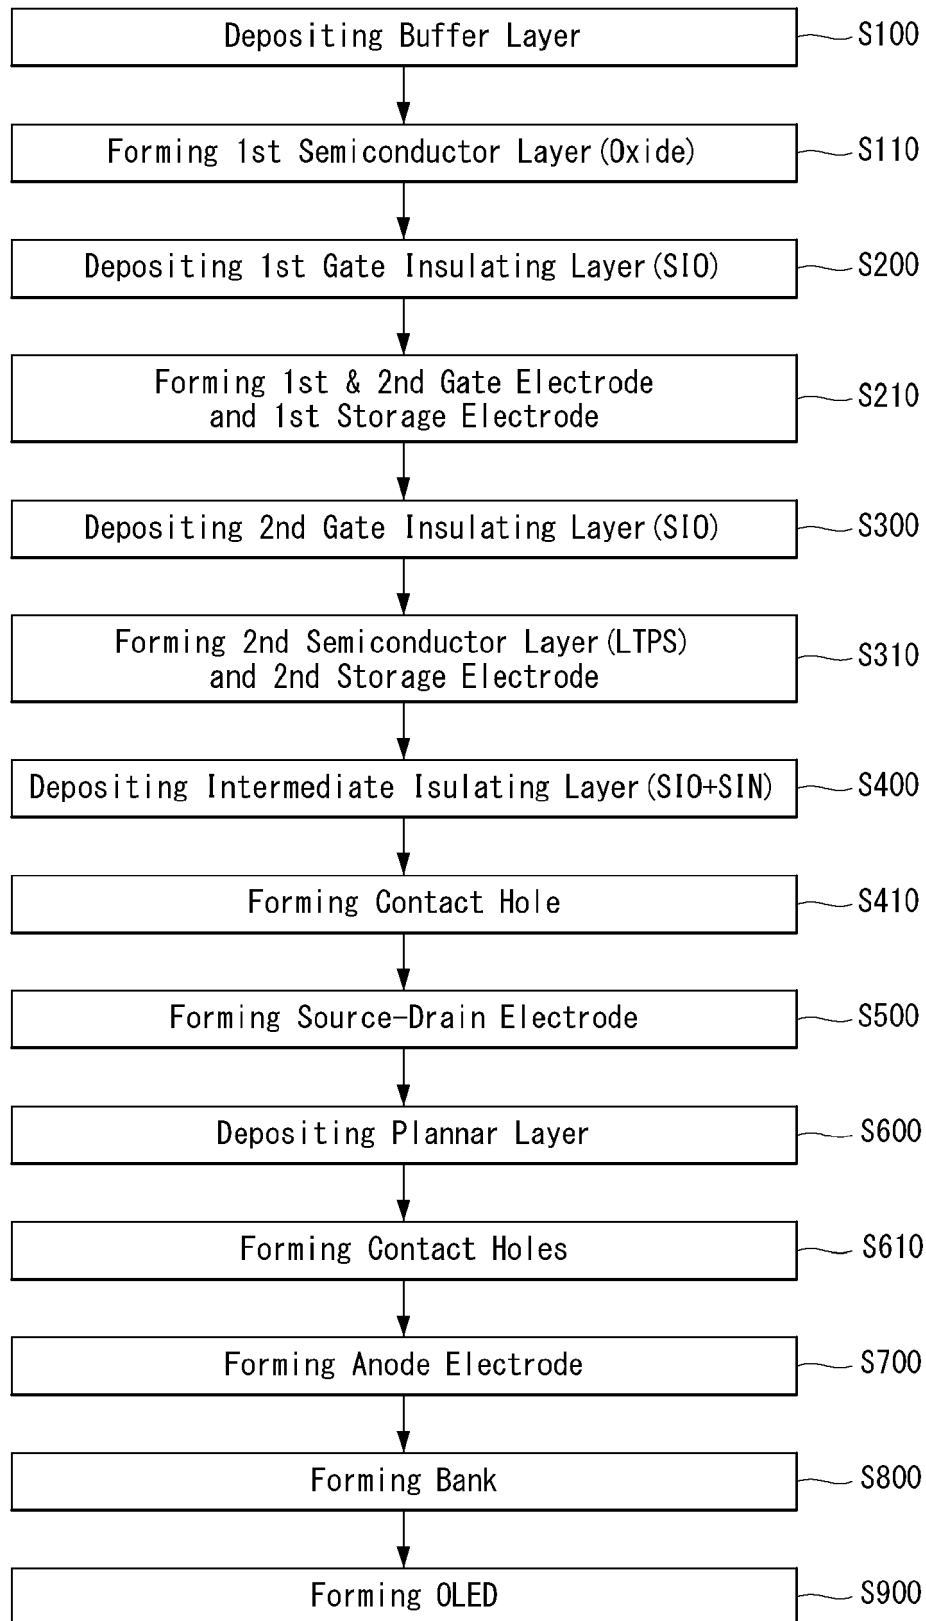 Depositing Buffer Layer
S100
Forming 1st Semiconductor Layer(Oxide)
S110
Depositing 1st Gate Insulating Layer(SIO)
S200
Forming 1st & 2nd Gate Electrode
and 1st Storage Electrode
S210
Depositing 2nd Gate Insulating Layer(SIO)
S300
Forming 2nd Semiconductor Layer(LTPS)
and 2nd Storage Electrode
S310
Depositing Intermediate Isulating Layer(SIO+SIN)
S400
Forming Contact Hole
S410
Forming Source-Drain Electrode
S500
Depositing Plannar Layer
S600
Forming Contact Holes
S610
Forming Anode Electrode
S700
Forming Bank
S800
Forming OLED
S900